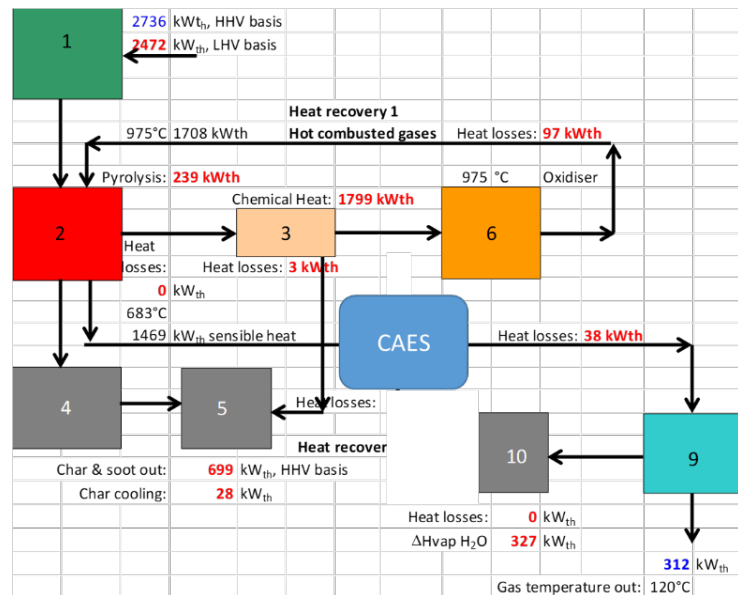 2736 kWtₕ, HHV basis
1
2472 kWₜₕ, LHV basis
Heat recovery 1
975°C 1708 kWth Hot combusted gases Heat losses: 97 kWth
Pyrolysis: 239 kWth 975 °C Oxidiser
Chemical Heat: 1799 kWth
2 3 6
Heat
losses: Heat losses: 3 kWth
0 kWₜₕ
683°C
1469 kWₜₕ sensible heat CAES Heat losses: 38 kWth
4 5 Heat losses:
Heat recover
10 9
Char & soot out: 699 kWₜₕ, HHV basis
Char cooling: 28 kWₜₕ
Heat losses: 0 kWₜₕ
ΔHvap H₂O 327 kWₜₕ
312 kWₜₕ
Gas temperature out: 120°C